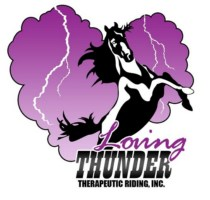 Loving
THUNDER
THERAPEUTIC RIDING, INC.